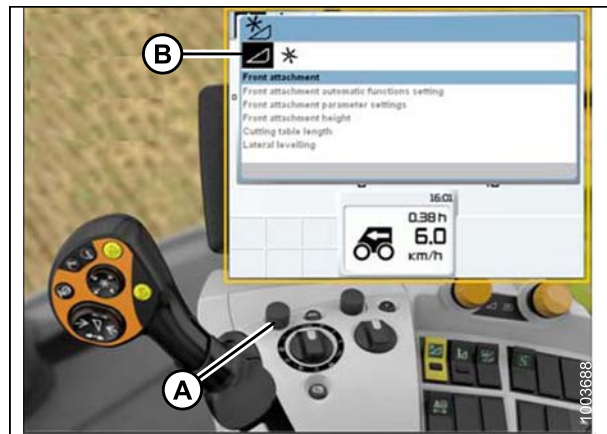 B
Front attachment
Front attachment automatic functions setting
Front attachment parameter settings
Front attachment height
Cutting table length
Lateral levelling
16:01
0.38 h
6.0
km/h
A
1003688